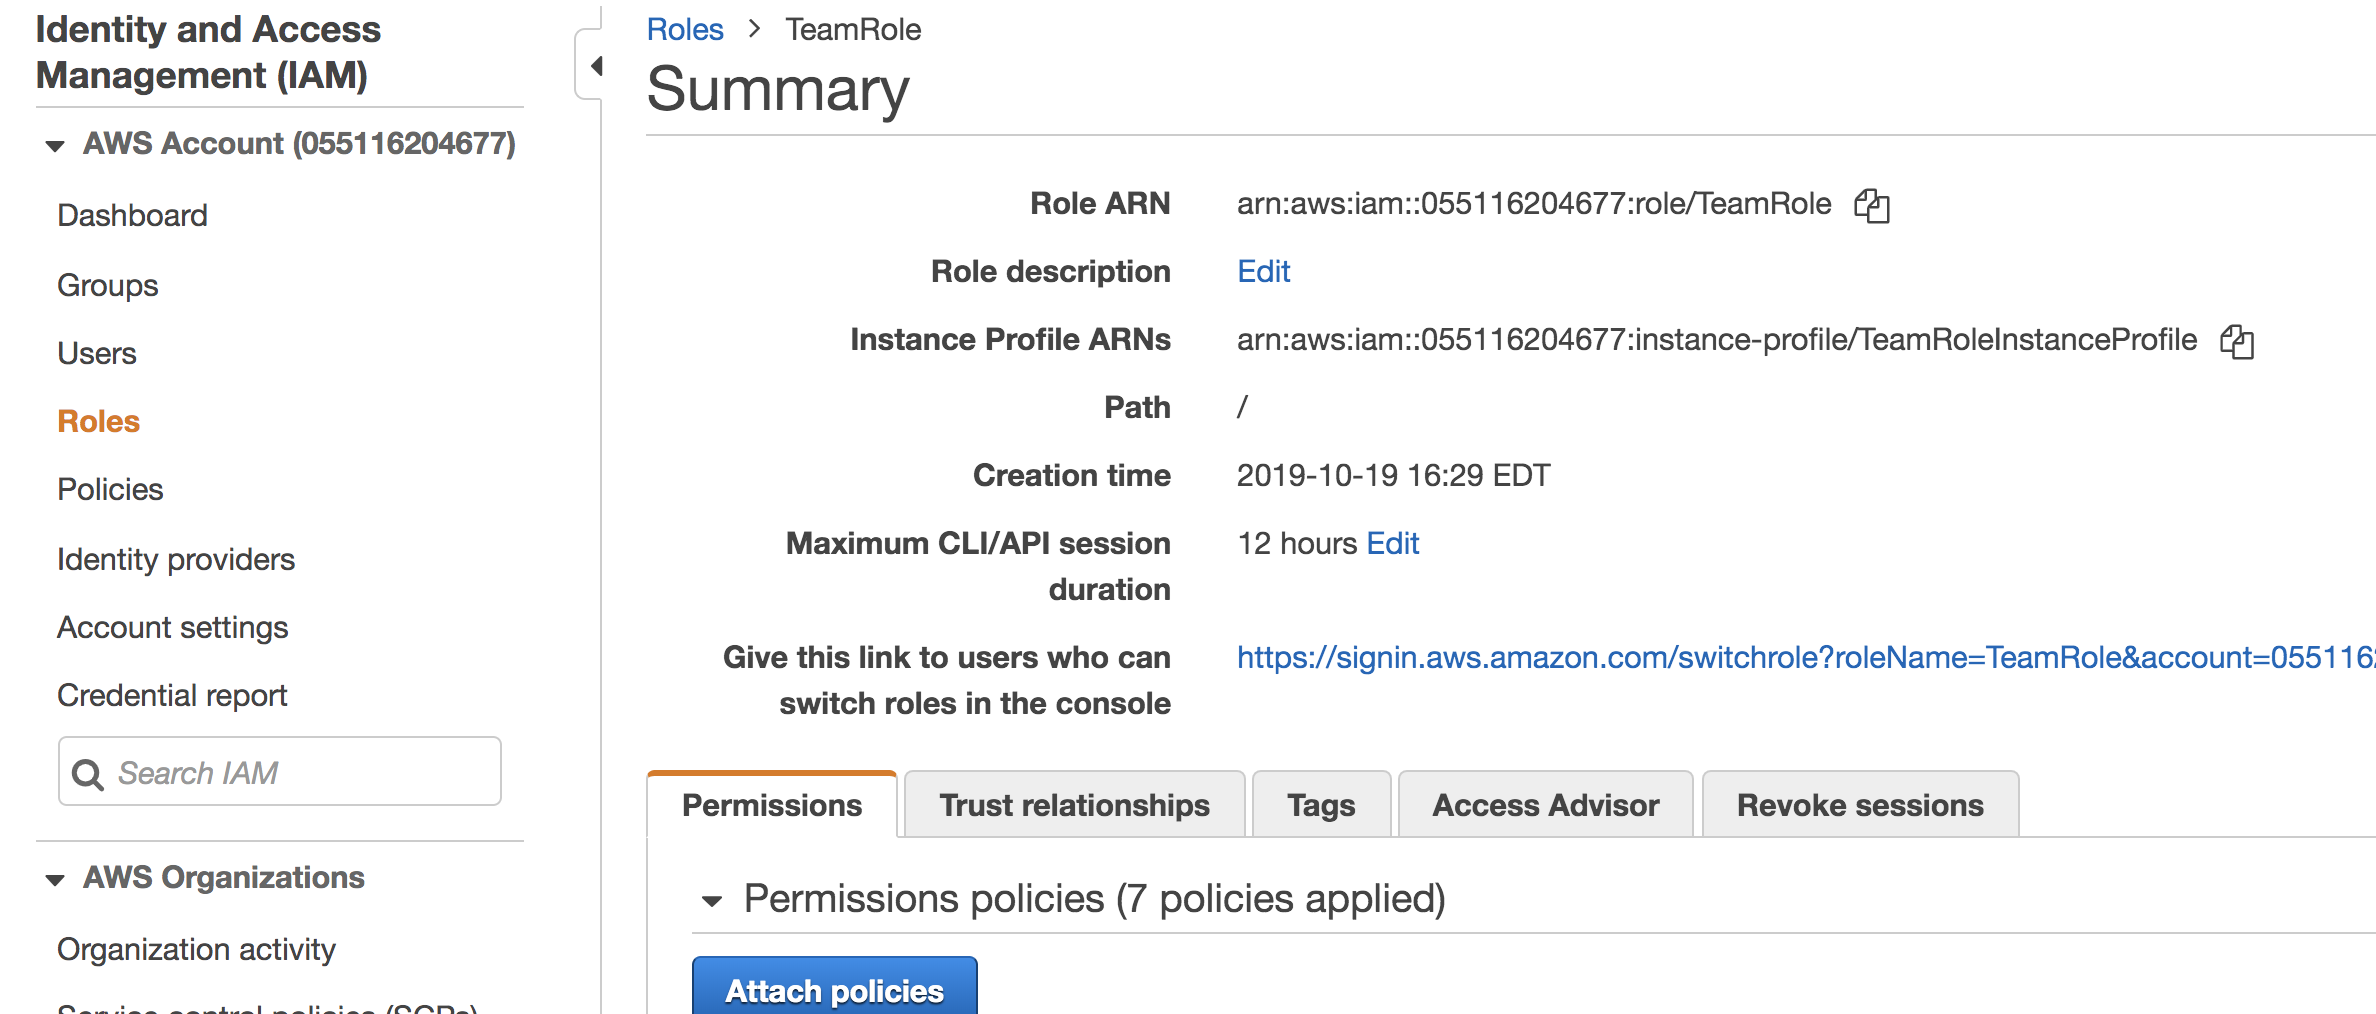 Identity and Access
Management (IAM)
AWS Account (055116204677)
Dashboard
Groups
Users
Roles
Policies
Identity providers
Account settings
Credential report
Search IAM
AWS Organizations
Organization activity
Service control policies (SCPs)
Roles > TeamRole
Summary
Role ARN arn:aws:iam::055116204677:role/TeamRole
Role description Edit
Instance Profile ARNs arn:aws:iam::055116204677:instance-profile/TeamRoleInstanceProfile
Path /
Creation time 2019-10-19 16:29 EDT
Maximum CLI/API session 12 hours Edit
duration
Give this link to users who can https://signin.aws.amazon.com/switchrole?roleName=TeamRole&account=055116
switch roles in the console
Permissions Trust relationships Tags Access Advisor Revoke sessions
Permissions policies (7 policies applied)
Attach policies